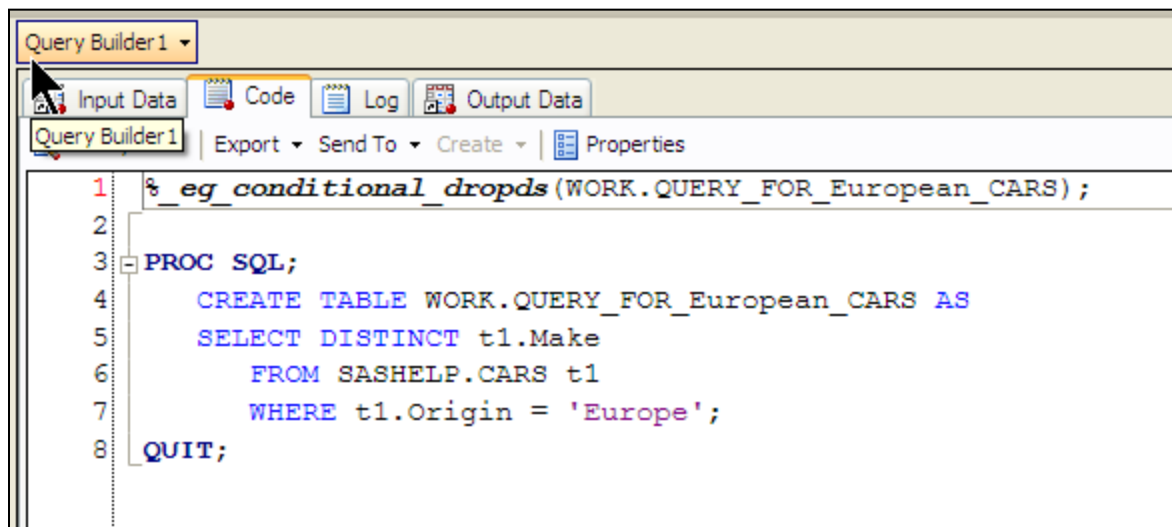 Query Builder1
Input Data Code Log Output Data
Query Builder1 Export Send To Create Properties
1 %_eg_conditional_dropds(WORK.QUERY_FOR_European_CARS);
2
3 PROC SQL;
4 CREATE TABLE WORK.QUERY_FOR_European_CARS AS
5 SELECT DISTINCT t1.Make
6 FROM SASHELP.CARS t1
7 WHERE t1.Origin = 'Europe';
8 QUIT;